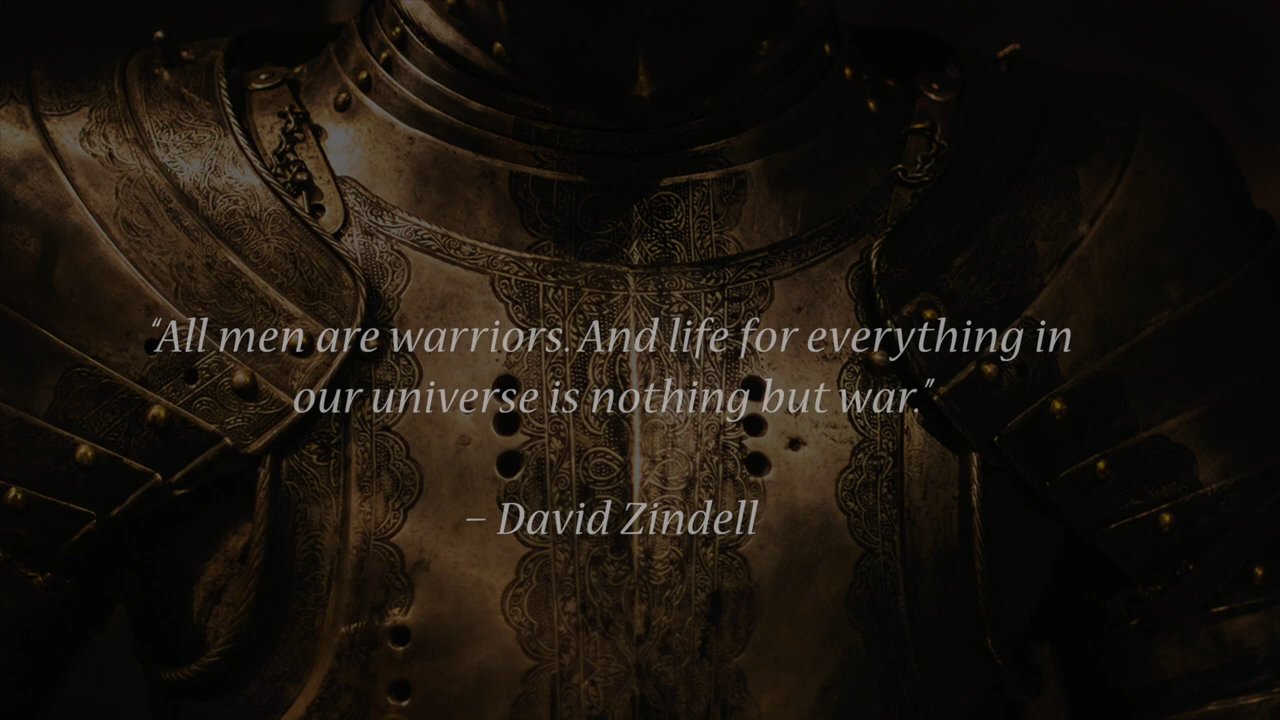 “All men are warriors. And life for everything in
our universe is nothing but war.”
– David Zindell